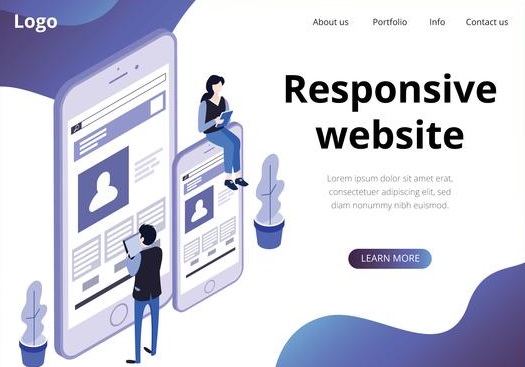 Logo
About us Portfolio Info Contact us
Responsive
website
Lorem ipsum dolor sit amet erat,
consectetuer adipiscing elit, sed
diam nonummy nibh euismod.
LEARN MORE